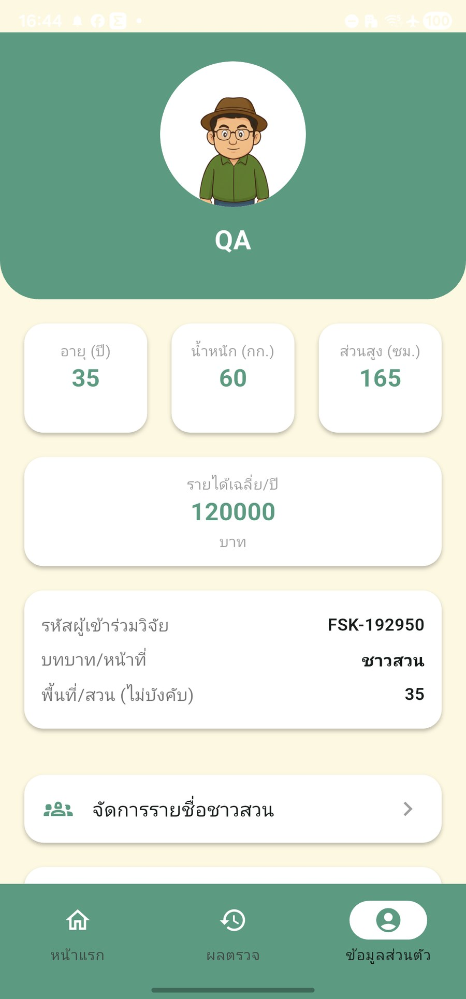 16:44
100
QA
อายุ (ปี)
35
น้ำหนัก (กก.)
60
ส่วนสูง (ซม.)
165
รายได้เฉลี่ย/ปี
120000
บาท
รหัสผู้เข้าร่วมวิจัย FSK-192950
บทบาท/หน้าที่ ชาวสวน
พื้นที่/สวน (ไม่บังคับ) 35
จัดการรายชื่อชาวสวน
หน้าแรก ผลตรวจ ข้อมูลส่วนตัว